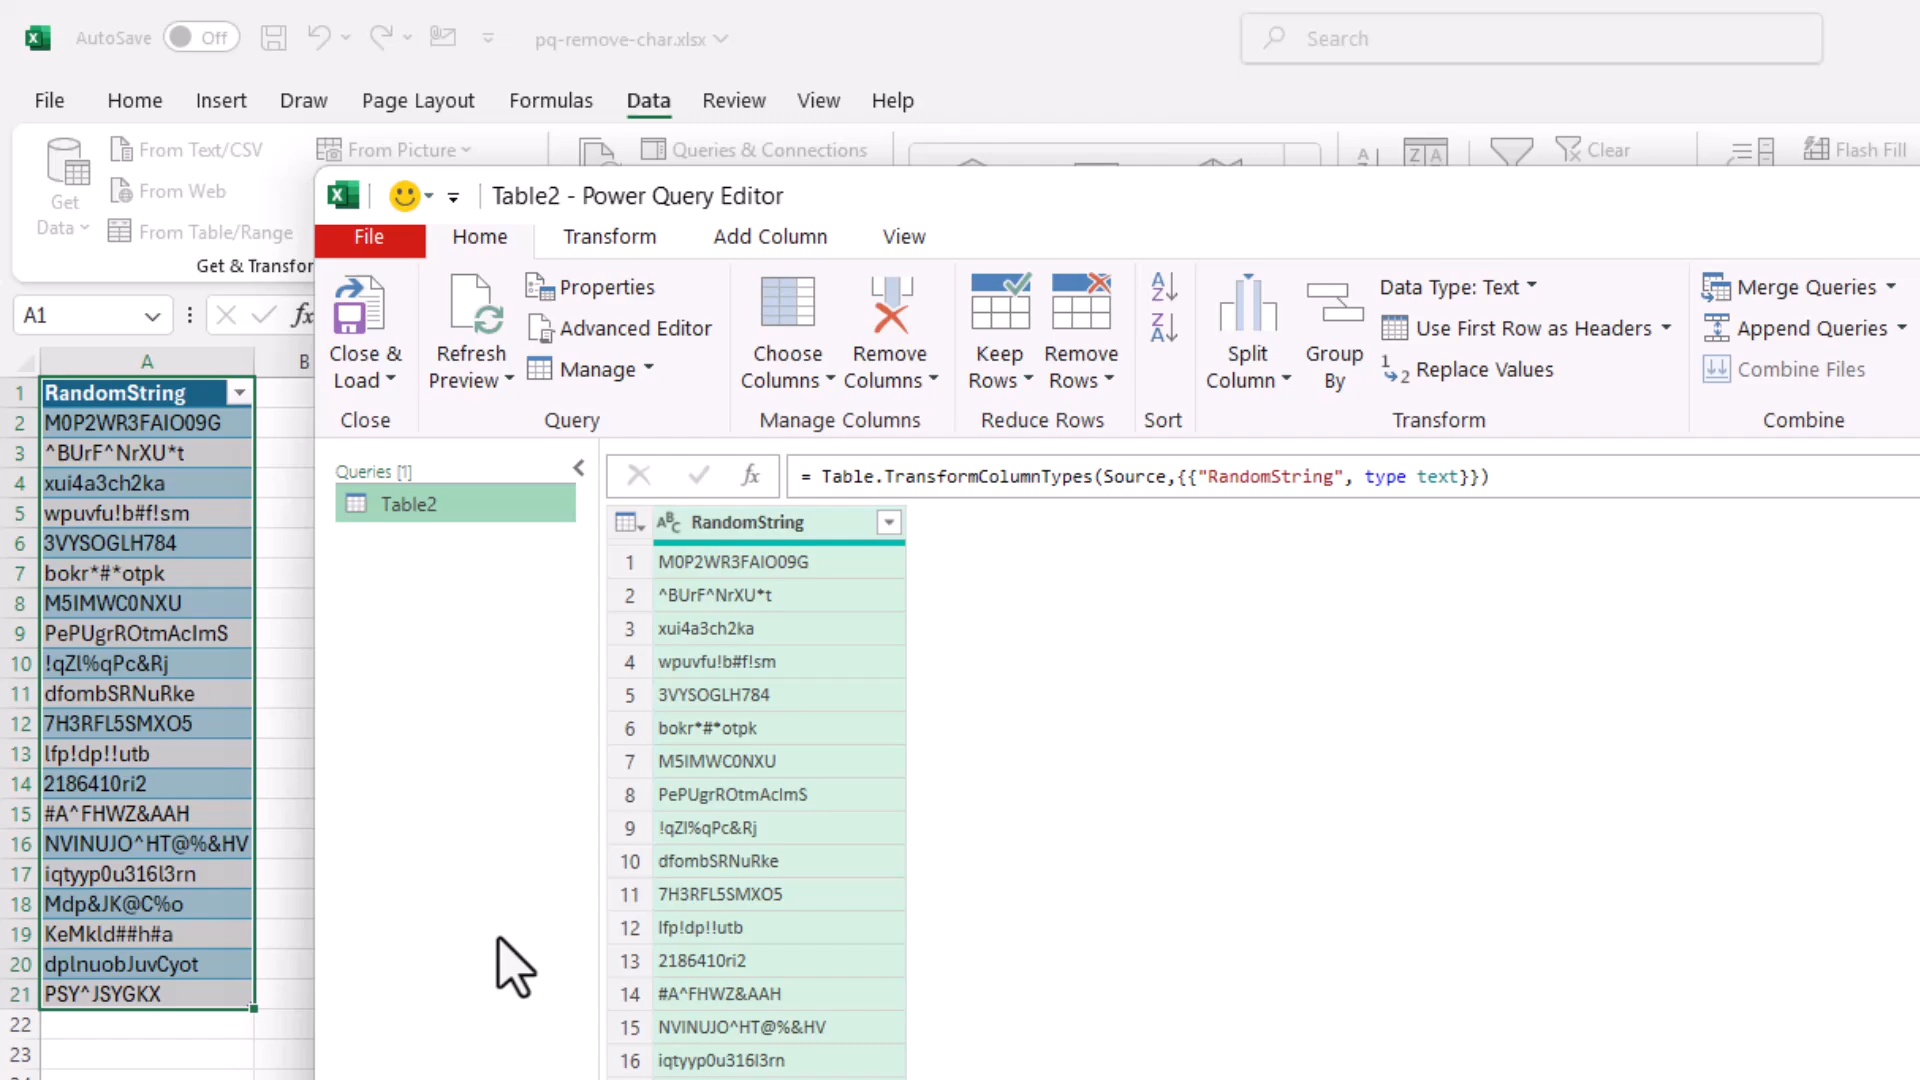 AutoSave Off pq-remove-char.xlsx Search
File Home Insert Draw Page Layout Formulas Data Review View Help
Get Data
From Text/CSV
From Web
From Table/Range
From Picture
Queries & Connections
Clear
Flash Fill
Get & Transfor
A1 fx
A B
1 RandomString
2 M0P2WR3FAIO09G
3 ^BUrF^NrXU*t
4 xui4a3ch2ka
5 wpuvfu!b#f!sm
6 3VYSOGLH784
7 bokr*#*otpk
8 M5IMWC0NXU
9 PePUgrROtmAcImS
10 !qZl%qPc&Rj
11 dfombSRNuRke
12 7H3RFL5SMXO5
13 lfp!dp!!utb
14 2186410ri2
15 #A^FHWZ&AAH
16 NVINUJO^HT@%&HV
17 iqtyyp0u316l3rn
18 Mdp&JK@C%o
19 KeMkld##h#a
20 dplnuobJuvCyot
21 PSY^JSYGKX
22
23
Table2 - Power Query Editor
File Home Transform Add Column View
Close & Load
Close
Refresh Preview
Properties
Advanced Editor
Manage
Query
Choose Columns
Remove Columns
Manage Columns
Keep Rows
Remove Rows
Reduce Rows
Sort
Split Column
Group By
Data Type: Text
Use First Row as Headers
Replace Values
Transform
Merge Queries
Append Queries
Combine Files
Combine
Queries [1]
Table2
fx = Table.TransformColumnTypes(Source,{{"RandomString", type text}})
ABC RandomString
1 M0P2WR3FAIO09G
2 ^BUrF^NrXU*t
3 xui4a3ch2ka
4 wpuvfu!b#f!sm
5 3VYSOGLH784
6 bokr*#*otpk
7 M5IMWC0NXU
8 PePUgrROtmAcImS
9 !qZl%qPc&Rj
10 dfombSRNuRke
11 7H3RFL5SMXO5
12 lfp!dp!!utb
13 2186410ri2
14 #A^FHWZ&AAH
15 NVINUJO^HT@%&HV
16 iqtyyp0u316l3rn